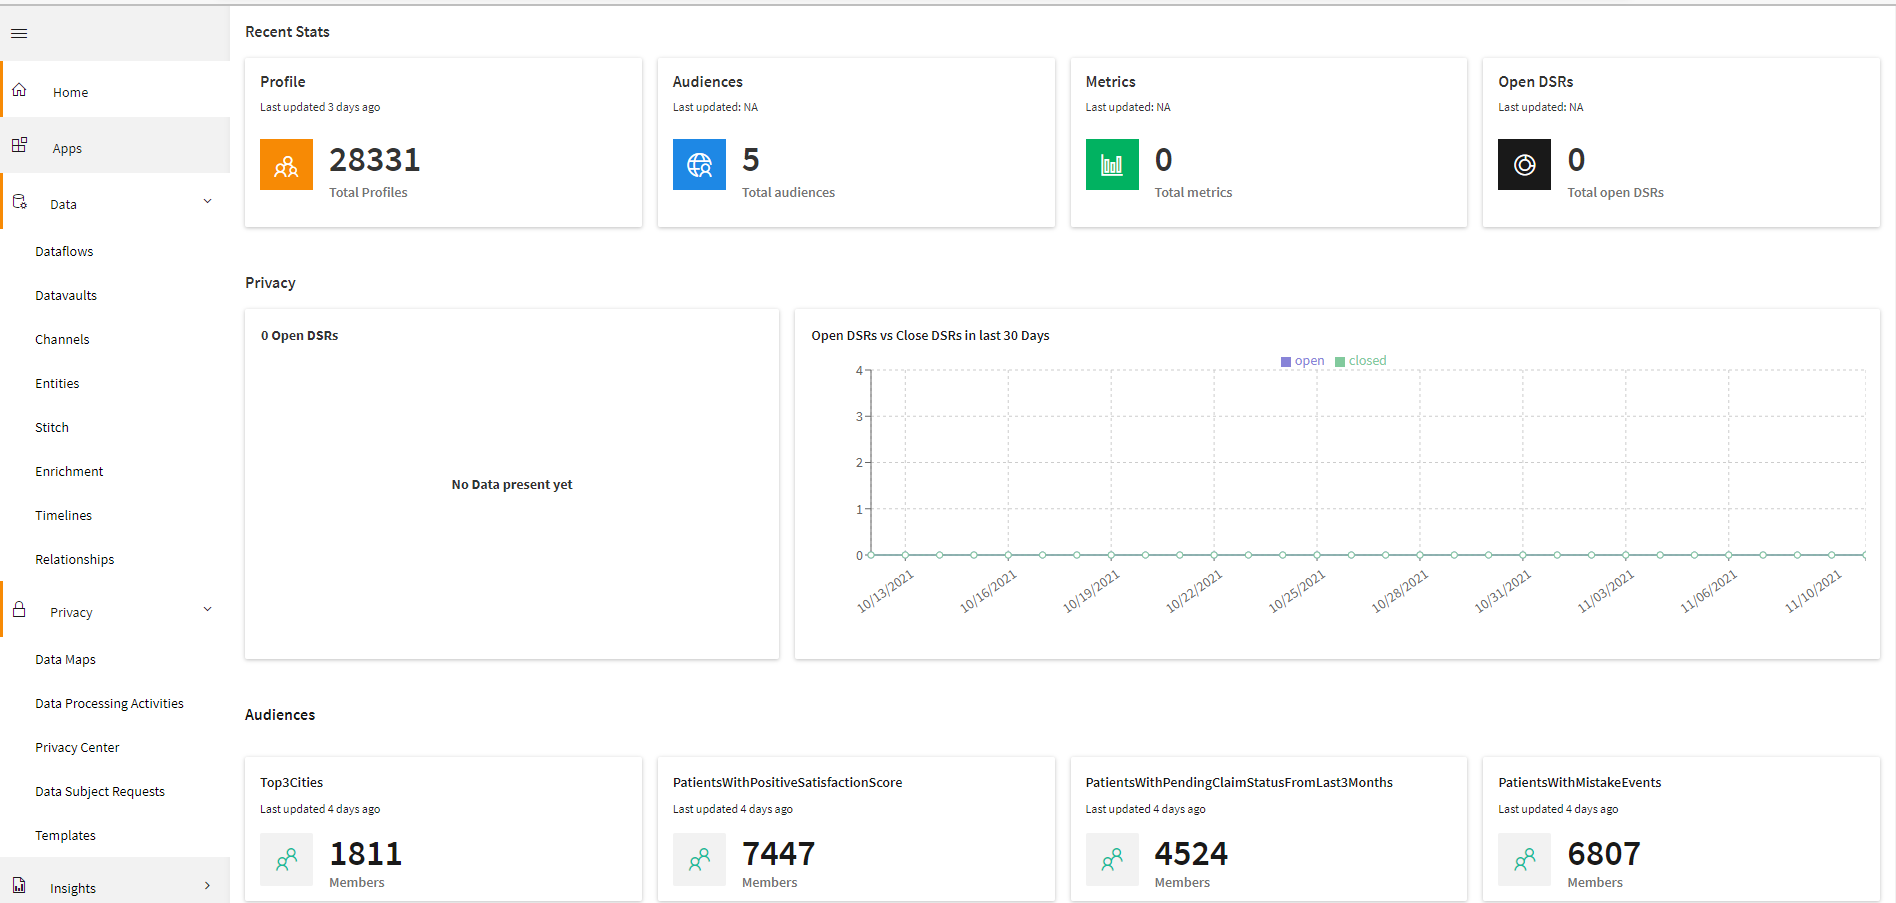 Home
Apps
Data
Dataflows
Datavaults
Channels
Entities
Stitch
Enrichment
Timelines
Relationships
Privacy
Data Maps
Data Processing Activities
Privacy Center
Data Subject Requests
Templates
Insights
Recent Stats
Profile
Last updated 3 days ago
28331
Total Profiles
Audiences
Last updated: NA
5
Total audiences
Metrics
Last updated: NA
0
Total metrics
Open DSRs
Last updated: NA
0
Total open DSRs
Privacy
0 Open DSRs
No Data present yet
Open DSRs vs Close DSRs in last 30 Days
open closed
4
3
2
1
0
10/13/2021 10/16/2021 10/19/2021 10/22/2021 10/25/2021 10/28/2021 10/31/2021 11/03/2021 11/06/2021 11/10/2021
Audiences
Top3Cities
Last updated 4 days ago
1811
Members
PatientsWithPositiveSatisfactionScore
Last updated 4 days ago
7447
Members
PatientsWithPendingClaimStatusFromLast3Months
Last updated 4 days ago
4524
Members
PatientsWithMistakeEvents
Last updated 4 days ago
6807
Members